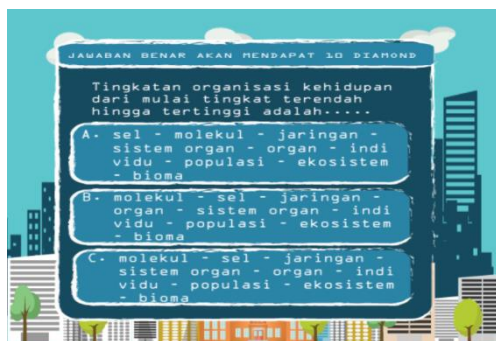 JAWABAN BENAR AKAN MENDAPAT 10 DIAMOND
Tingkatan organisasi kehidupan
dari mulai tingkat terendah
hingga tertinggi adalah.....
A. sel - molekul - jaringan -
sistem organ - organ - indi
vidu - populasi - ekosistem
- bioma
B. molekul - sel - jaringan -
organ - sistem organ - indi
vidu - populasi - ekosistem
- bioma
C. molekul - sel - jaringan -
sistem organ - organ - indi
vidu - populasi - ekosistem
- bioma